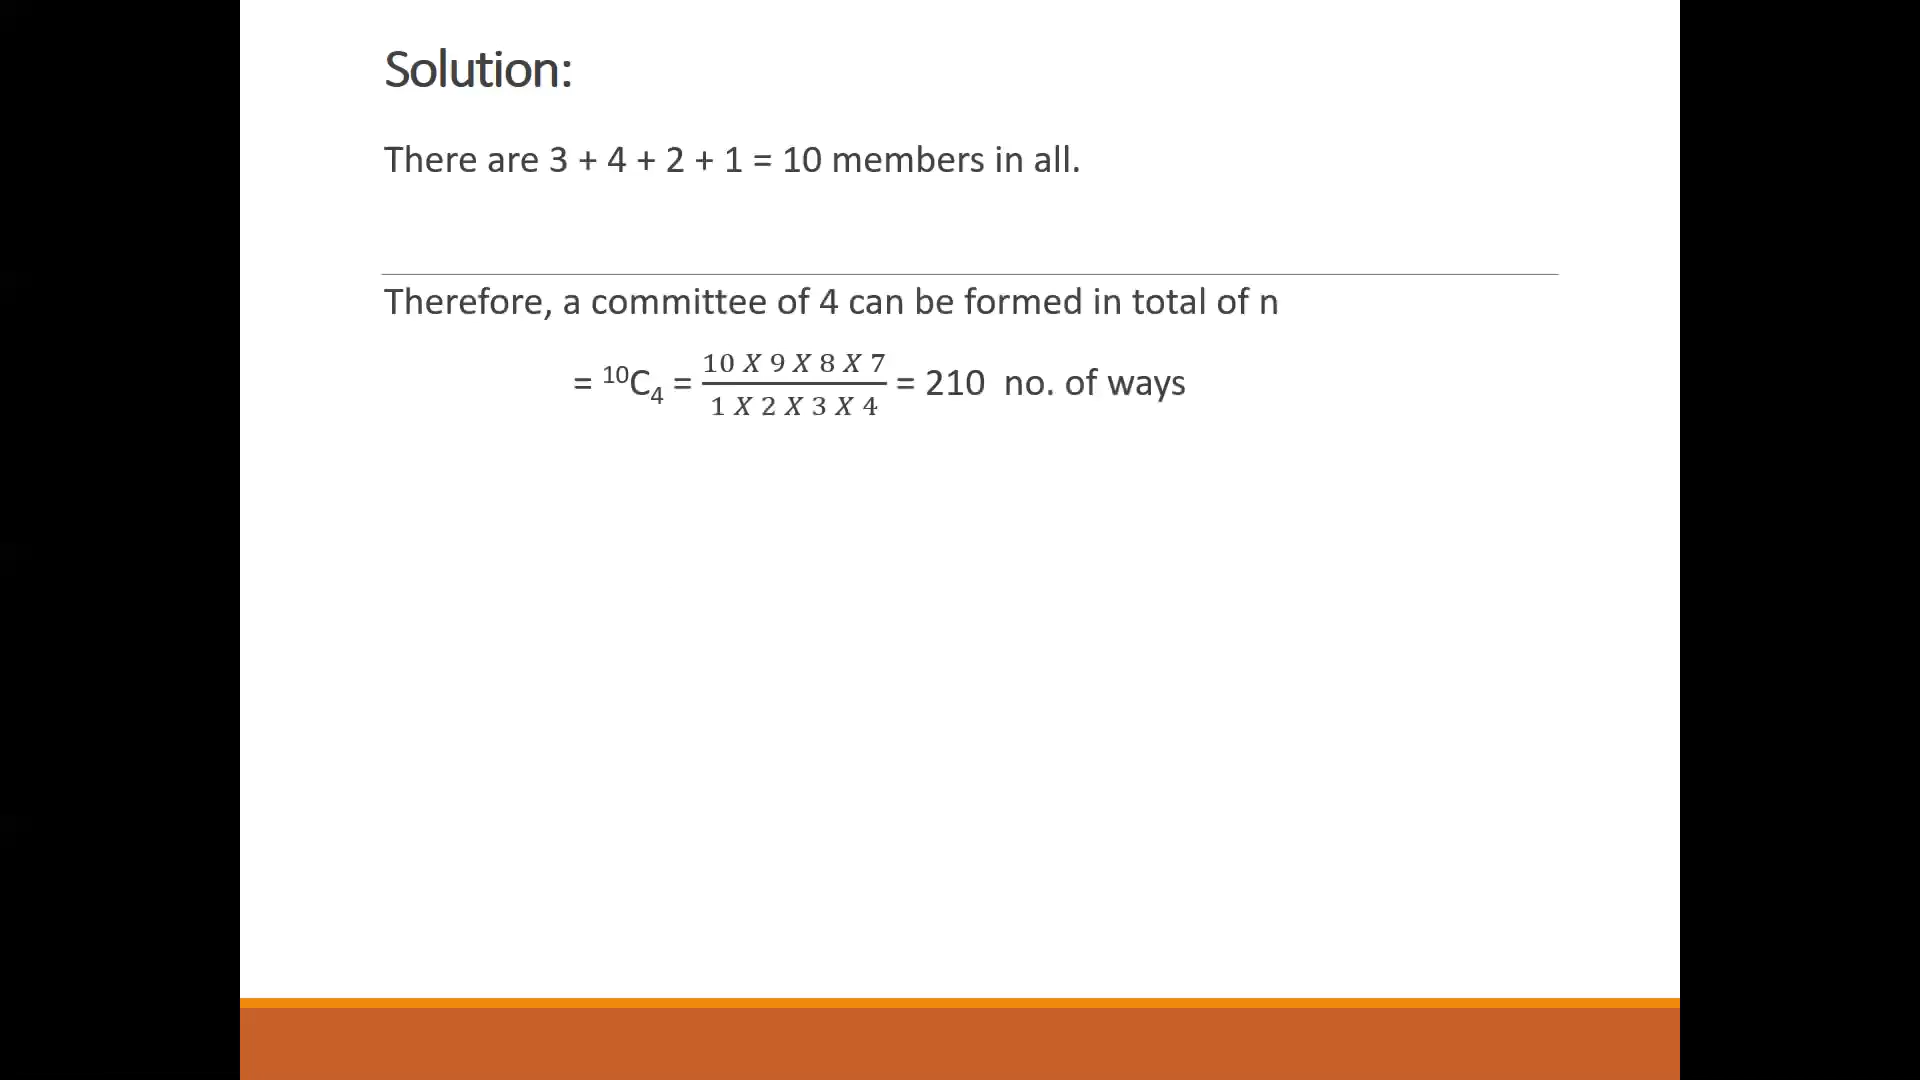 Solution:
There are 3 + 4 + 2 + 1 = 10 members in all.
Therefore, a committee of 4 can be formed in total of n
= ¹⁰C₄ = \frac{10 X 9 X 8 X 7}{1 X 2 X 3 X 4} = 210 no. of ways